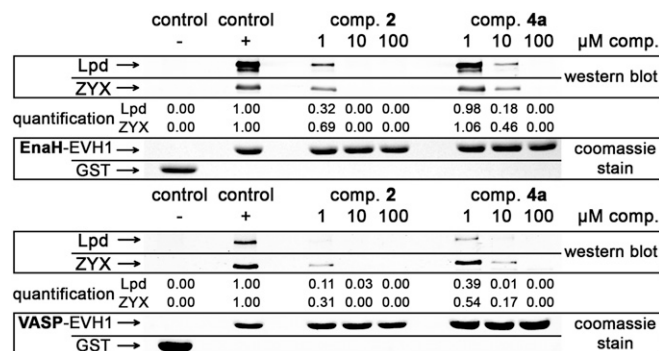 control control comp. 2 comp. 4a
- + 1 10 100 1 10 100 µM comp.
Lpd →
western blot
ZYX →
quantification
Lpd 0.00 1.00 0.32 0.00 0.00 0.98 0.18 0.00
ZYX 0.00 1.00 0.69 0.00 0.00 1.06 0.46 0.00
EnaH-EVH1 → coomassie
GST → stain
control control comp. 2 comp. 4a
- + 1 10 100 1 10 100 µM comp.
Lpd →
western blot
ZYX →
quantification
Lpd 0.00 1.00 0.11 0.03 0.00 0.39 0.01 0.00
ZYX 0.00 1.00 0.31 0.00 0.00 0.54 0.17 0.00
VASP-EVH1 → coomassie
GST → stain